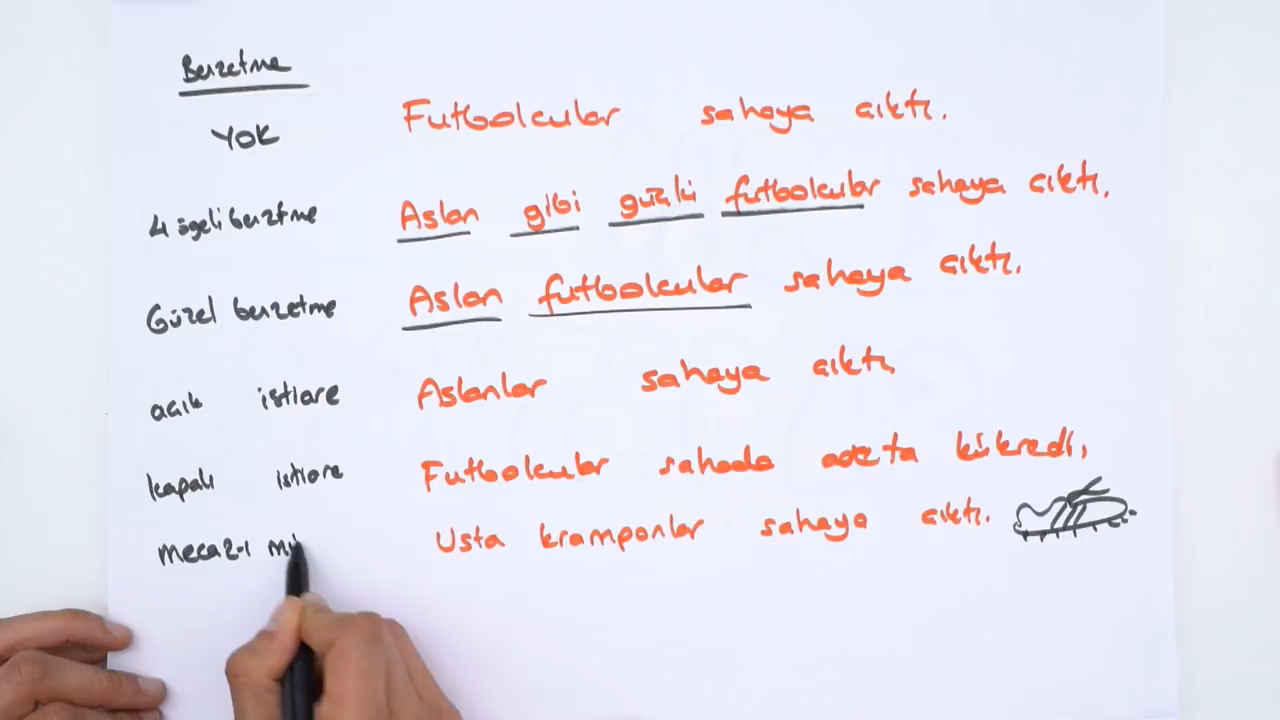 Benzetme
YOK Futbolcular sahaya çıktı.
4 ögeli benzetme Aslan gibi güçlü futbolcular sahaya çıktı.
Güzel benzetme Aslan futbolcular sahaya çıktı.
açık istiare Aslanlar sahaya çıktı.
kapalı istiare Futbolcular sahada adeta kükredi.
mecaz-ı mü Usta kramponlar sahaya çıktı.